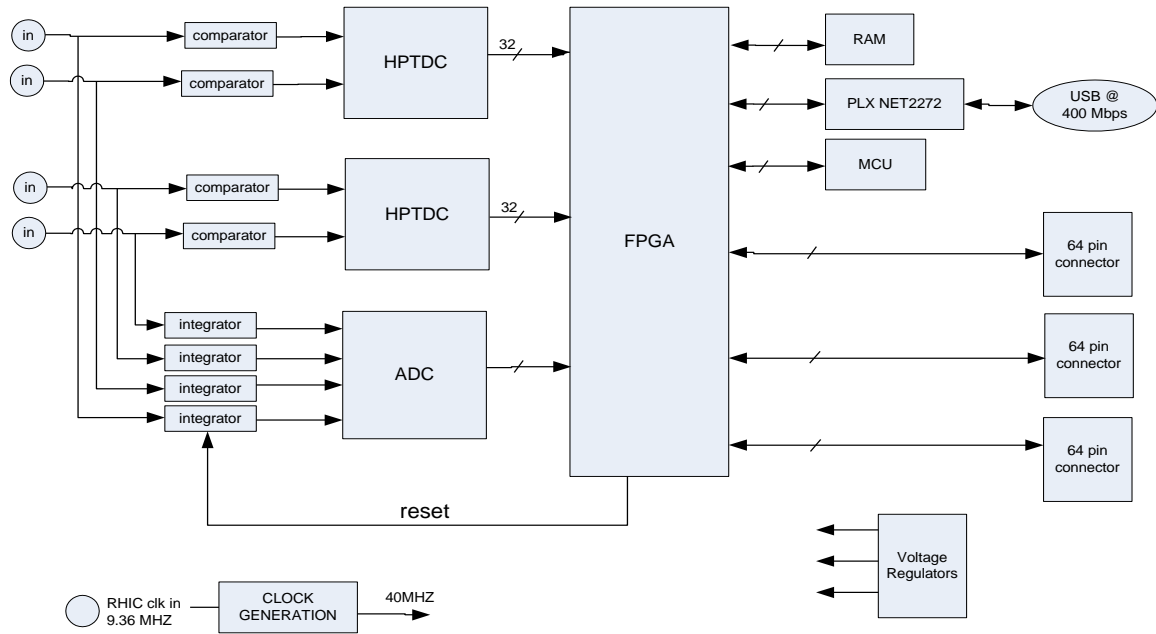 in
comparator
HPTDC
32
in
comparator
RAM
PLX NET2272
USB @
400 Mbps
MCU
in
comparator
HPTDC
32
in
comparator
FPGA
64 pin
connector
integrator
integrator
integrator
integrator
ADC
64 pin
connector
64 pin
connector
reset
Voltage
Regulators
RHIC clk in
9.36 MHZ
CLOCK
GENERATION
40MHZ